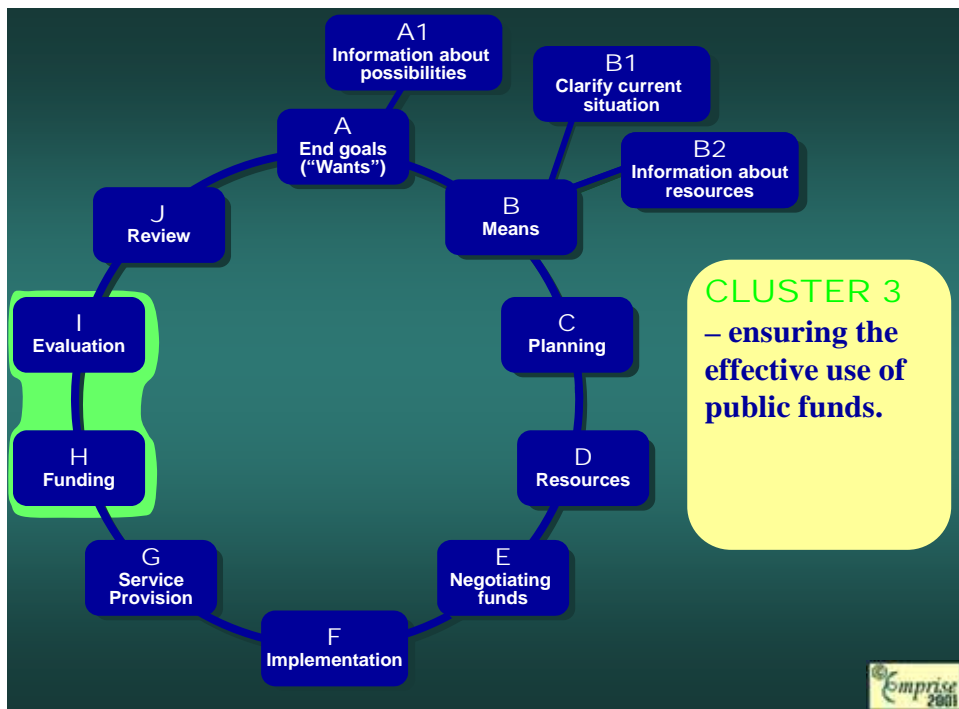 A1
Information about
possibilities
B1
Clarify current
situation
A
End goals
(“Wants”)
B2
Information about
resources
B
Means
J
Review
CLUSTER 3
– ensuring the
effective use of
public funds.
I
Evaluation
C
Planning
H
Funding
D
Resources
G
Service
Provision
E
Negotiating
funds
F
Implementation
© Emprise
2001